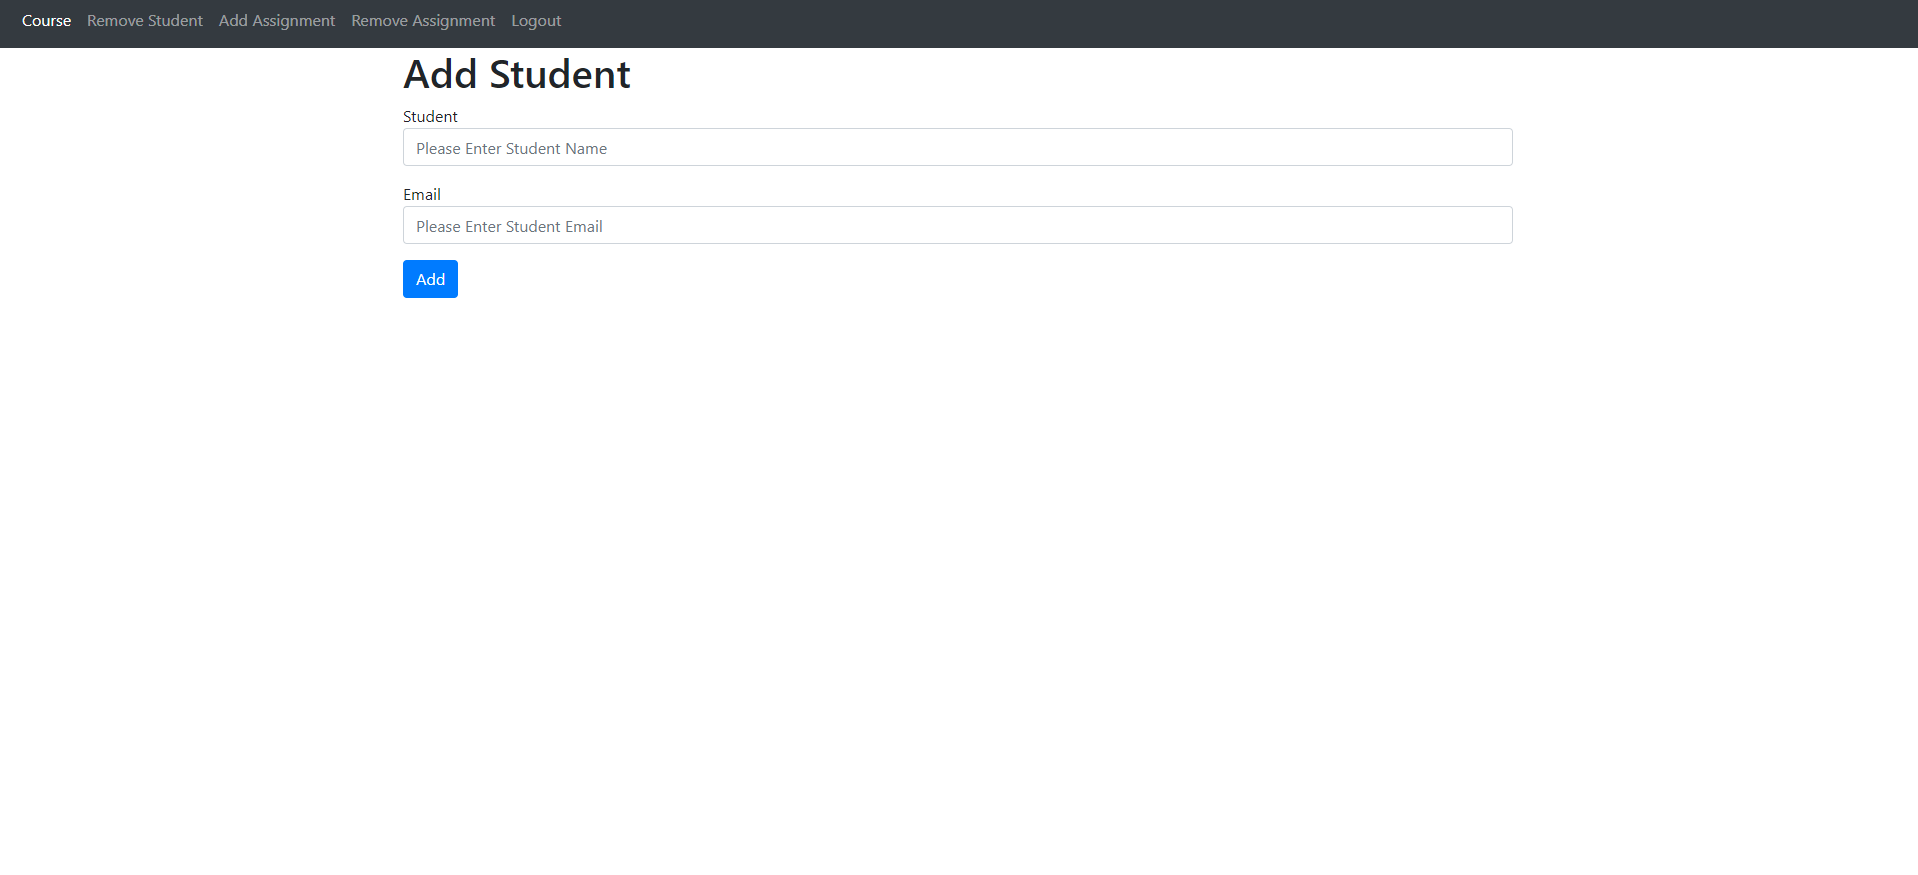 Course Remove Student Add Assignment Remove Assignment Logout
Add Student
Student
Please Enter Student Name
Email
Please Enter Student Email
Add